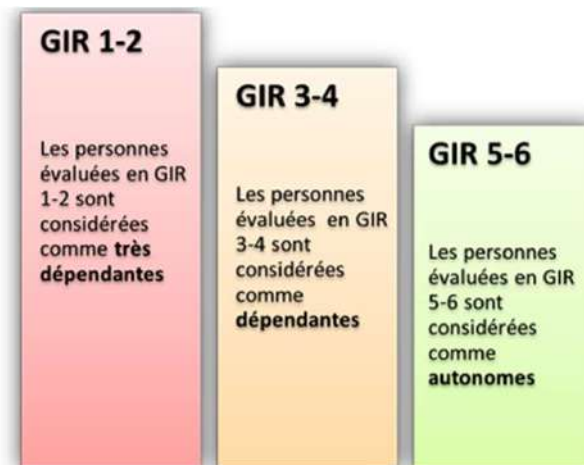 GIR 1-2
Les personnes
évaluées en GIR
1-2 sont
considérées
comme très
dépendantes
GIR 3-4
Les personnes
évaluées en GIR
3-4 sont
considérées
comme
dépendantes
GIR 5-6
Les personnes
évaluées en GIR
5-6 sont
considérées
comme
autonomes